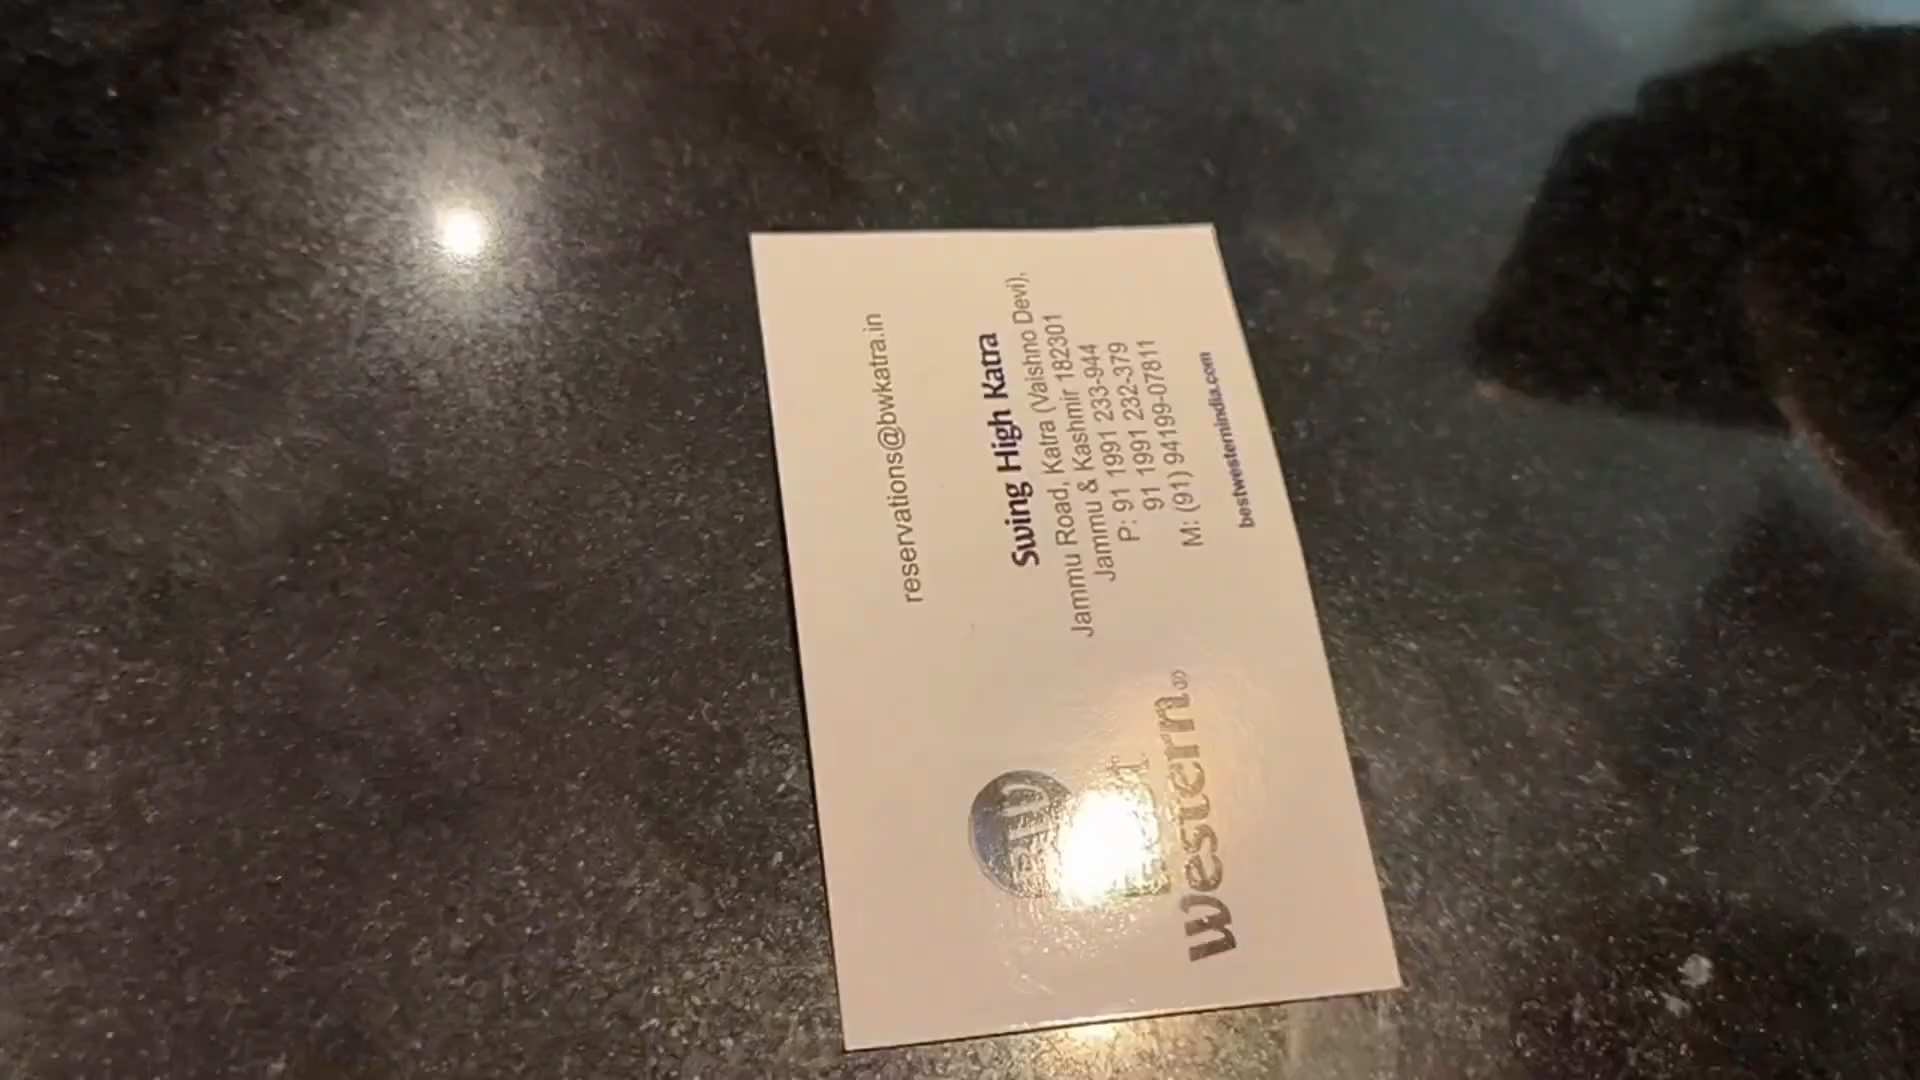 reservations@bwkatra.in
Swing High Katra
Jammu Road, Katra (Vaishno Devi),
Jammu & Kashmir 182301
P: 91 1991 233-944
91 1991 232-379
M: (91) 94199-07811
bestwesternindia.com
BW
Western®